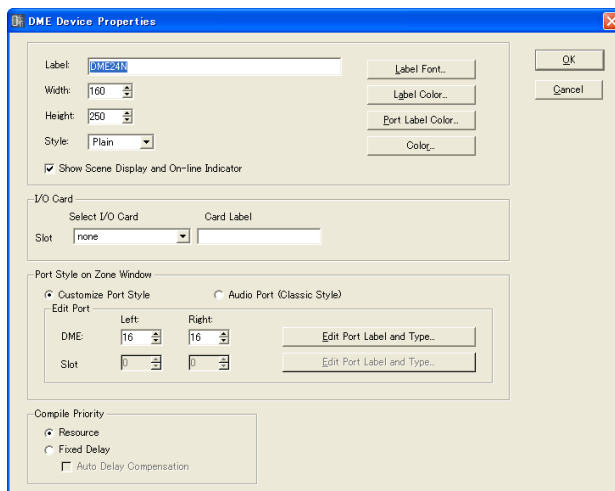 DME Device Properties
Label: DME24N
Label Font...
OK
Width: 160
Label Color...
Cancel
Height: 250
Port Label Color...
Style: Plain
Color...
Show Scene Display and On-line Indicator
I/O Card
Select I/O Card Card Label
Slot none
Port Style on Zone Window
Customize Port Style Audio Port (Classic Style)
Edit Port
Left: Right:
DME: 16 16 Edit Port Label and Type...
Slot 0 0 Edit Port Label and Type...
Compile Priority
Resource
Fixed Delay
Auto Delay Compensation